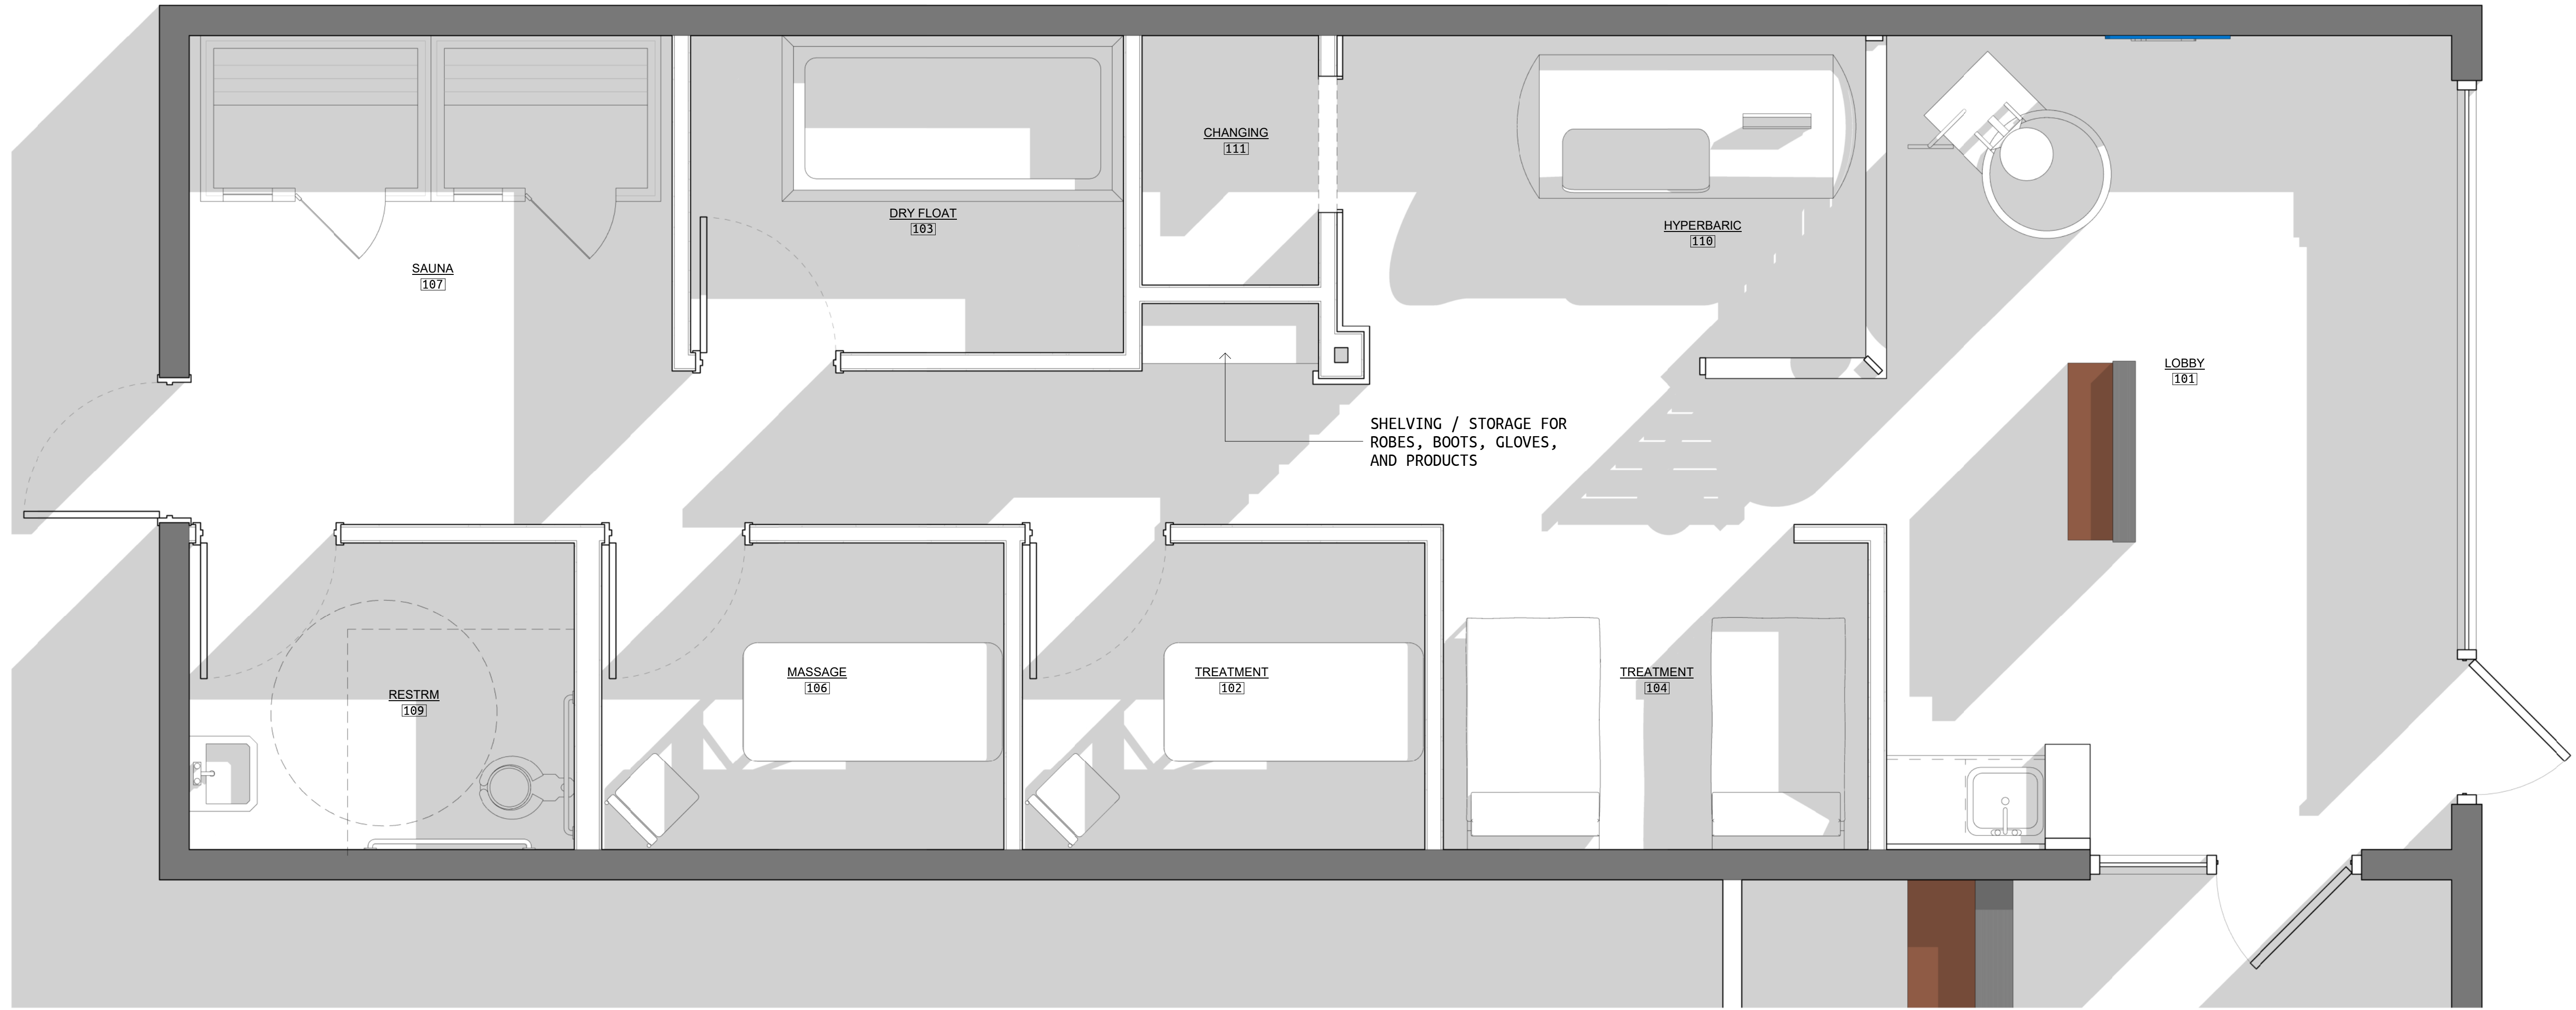 CHANGING
111
DRY FLOAT
103
HYPERBARIC
110
SAUNA
107
LOBBY
101
SHELVING / STORAGE FOR
ROBES, BOOTS, GLOVES,
AND PRODUCTS
RESTRM
109
MASSAGE
106
TREATMENT
102
TREATMENT
104